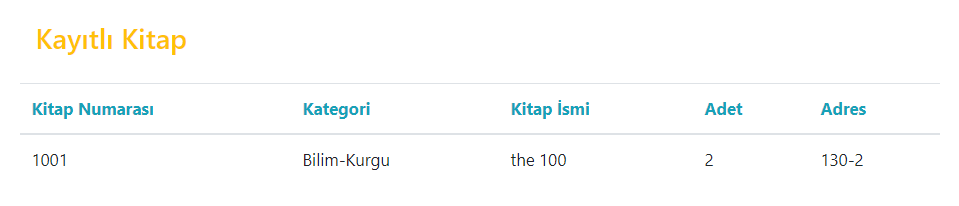 Kayıtlı Kitap
Kitap Numarası Kategori Kitap İsmi Adet Adres
1001 Bilim-Kurgu the 100 2 130-2